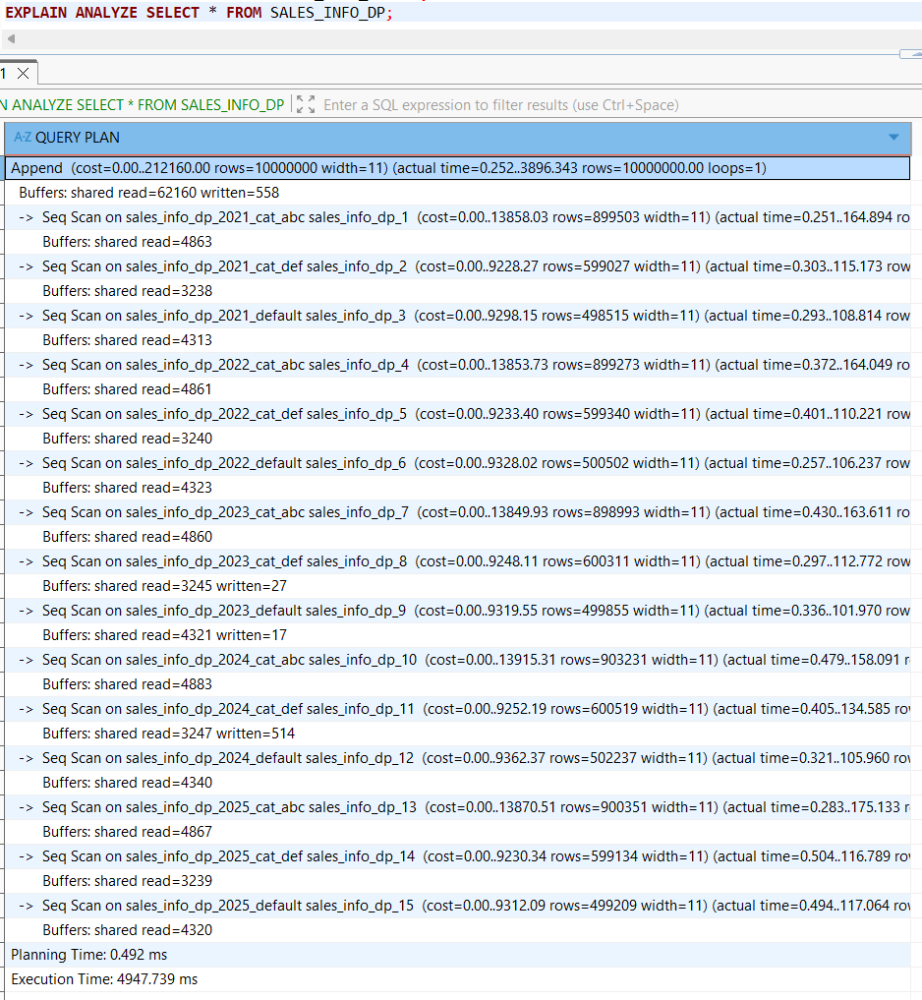 EXPLAIN ANALYZE SELECT * FROM SALES_INFO_DP;
1
N ANALYZE SELECT * FROM SALES_INFO_DP
Enter a SQL expression to filter results (use Ctrl+Space)
A-Z QUERY PLAN
Append (cost=0.00..212160.00 rows=10000000 width=11) (actual time=0.252..3896.343 rows=10000000.00 loops=1)
Buffers: shared read=62160 written=558
-> Seq Scan on sales_info_dp_2021_cat_abc sales_info_dp_1 (cost=0.00..13858.03 rows=899503 width=11) (actual time=0.251..164.894 ro
Buffers: shared read=4863
-> Seq Scan on sales_info_dp_2021_cat_def sales_info_dp_2 (cost=0.00..9228.27 rows=599027 width=11) (actual time=0.303..115.173 row
Buffers: shared read=3238
-> Seq Scan on sales_info_dp_2021_default sales_info_dp_3 (cost=0.00..9298.15 rows=498515 width=11) (actual time=0.293..108.814 row
Buffers: shared read=4313
-> Seq Scan on sales_info_dp_2022_cat_abc sales_info_dp_4 (cost=0.00..13853.73 rows=899273 width=11) (actual time=0.372..164.049 ro
Buffers: shared read=4861
-> Seq Scan on sales_info_dp_2022_cat_def sales_info_dp_5 (cost=0.00..9233.40 rows=599340 width=11) (actual time=0.401..110.221 row
Buffers: shared read=3240
-> Seq Scan on sales_info_dp_2022_default sales_info_dp_6 (cost=0.00..9328.02 rows=500502 width=11) (actual time=0.257..106.237 row
Buffers: shared read=4323
-> Seq Scan on sales_info_dp_2023_cat_abc sales_info_dp_7 (cost=0.00..13849.93 rows=898993 width=11) (actual time=0.430..163.611 ro
Buffers: shared read=4860
-> Seq Scan on sales_info_dp_2023_cat_def sales_info_dp_8 (cost=0.00..9248.11 rows=600311 width=11) (actual time=0.297..112.772 row
Buffers: shared read=3245 written=27
-> Seq Scan on sales_info_dp_2023_default sales_info_dp_9 (cost=0.00..9319.55 rows=499855 width=11) (actual time=0.336..101.970 row
Buffers: shared read=4321 written=17
-> Seq Scan on sales_info_dp_2024_cat_abc sales_info_dp_10 (cost=0.00..13915.31 rows=903231 width=11) (actual time=0.479..158.091 r
Buffers: shared read=4883
-> Seq Scan on sales_info_dp_2024_cat_def sales_info_dp_11 (cost=0.00..9252.19 rows=600519 width=11) (actual time=0.405..134.585 ro
Buffers: shared read=3247 written=514
-> Seq Scan on sales_info_dp_2024_default sales_info_dp_12 (cost=0.00..9362.37 rows=502237 width=11) (actual time=0.321..105.960 ro
Buffers: shared read=4340
-> Seq Scan on sales_info_dp_2025_cat_abc sales_info_dp_13 (cost=0.00..13870.51 rows=900351 width=11) (actual time=0.283..175.133 r
Buffers: shared read=4867
-> Seq Scan on sales_info_dp_2025_cat_def sales_info_dp_14 (cost=0.00..9230.34 rows=599134 width=11) (actual time=0.504..116.789 ro
Buffers: shared read=3239
-> Seq Scan on sales_info_dp_2025_default sales_info_dp_15 (cost=0.00..9312.09 rows=499209 width=11) (actual time=0.494..117.064 ro
Buffers: shared read=4320
Planning Time: 0.492 ms
Execution Time: 4947.739 ms